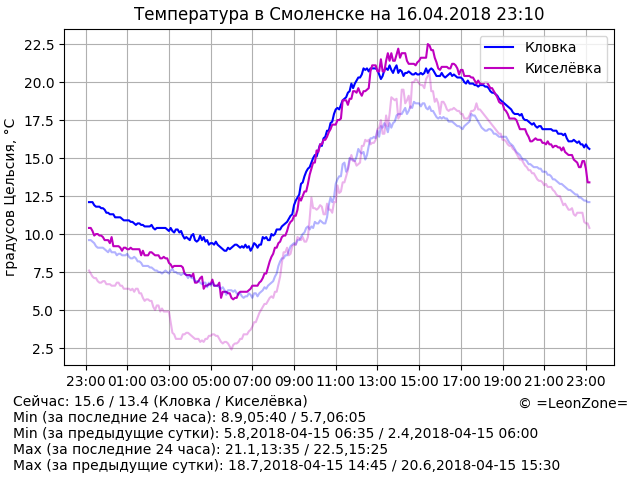 Температура в Смоленске на 16.04.2018 23:10
градусов Цельсия, °C
22.5
20.0
17.5
15.0
12.5
10.0
7.5
5.0
2.5
Кловка
Киселёвка
23:00 01:00 03:00 05:00 07:00 09:00 11:00 13:00 15:00 17:00 19:00 21:00 23:00
Сейчас: 15.6 / 13.4 (Кловка / Киселёвка)
© =LeonZone=
Min (за последние 24 часа): 8.9,05:40 / 5.7,06:05
Min (за предыдущие сутки): 5.8,2018-04-15 06:35 / 2.4,2018-04-15 06:00
Max (за последние 24 часа): 21.1,13:35 / 22.5,15:25
Max (за предыдущие сутки): 18.7,2018-04-15 14:45 / 20.6,2018-04-15 15:30